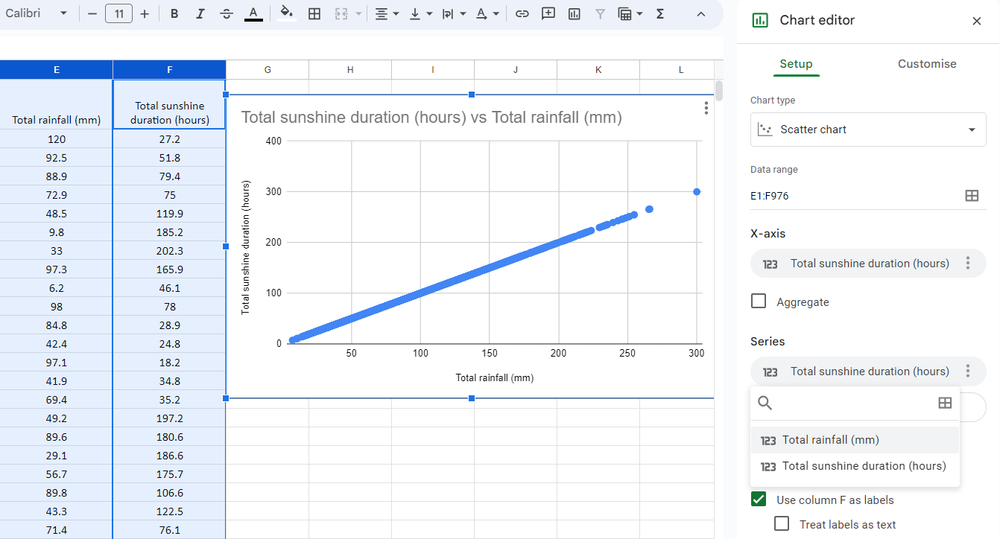 Calibri
11
B I S A
Chart editor
Setup Customise
E F G H I J K L
Total rainfall (mm) Total sunshine
duration (hours)
120 27.2
92.5 51.8
88.9 79.4
72.9 75
48.5 119.9
9.8 185.2
33 202.3
97.3 165.9
6.2 46.1
98 78
84.8 28.9
42.4 24.8
97.1 18.2
41.9 34.8
69.4 35.2
49.2 197.2
89.6 180.6
29.1 186.6
56.7 175.7
89.8 106.6
43.3 122.5
71.4 76.1
Total sunshine duration (hours) vs Total rainfall (mm)
Total sunshine duration (hours)
400
300
200
100
0
50 100 150 200 250 300
Total rainfall (mm)
Chart type
Scatter chart
Data range
E1:F976
X-axis
123 Total sunshine duration (hours)
Aggregate
Series
123 Total sunshine duration (hours)
123 Total rainfall (mm)
123 Total sunshine duration (hours)
Use column F as labels
Treat labels as text